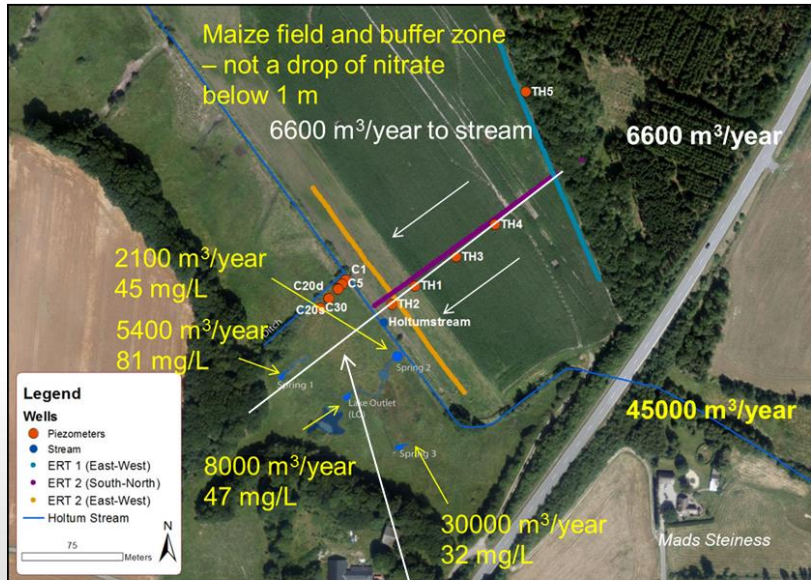 Maize field and buffer zone
– not a drop of nitrate
below 1 m
6600 m³/year to stream
6600 m³/year
TH5
TH4
TH3
TH1
TH2
2100 m³/year
45 mg/L
C1
C5
C20d
C30
C20s
Holtumstream
5400 m³/year
81 mg/L
Ditch
Spring 1
Spring 2
Lake Outlet
(LO)
Spring 3
45000 m³/year
8000 m³/year
47 mg/L
30000 m³/year
32 mg/L
Legend
Wells
Piezometers
Stream
ERT 1 (East-West)
ERT 2 (South-North)
ERT 2 (East-West)
Holtum Stream
N
75
Meters
Mads Steiness